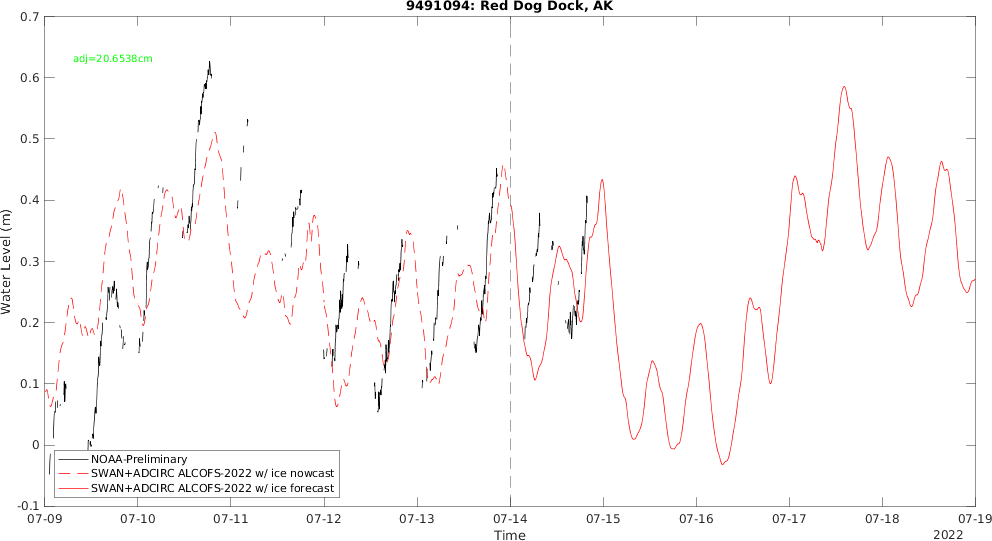 9491094: Red Dog Dock, AK
adj=20.6538cm
Water Level (m)
0.7
0.6
0.5
0.4
0.3
0.2
0.1
0
-0.1
NOAA-Preliminary
SWAN+ADCIRC ALCOFS-2022 w/ ice nowcast
SWAN+ADCIRC ALCOFS-2022 w/ ice forecast
07-09 07-10 07-11 07-12 07-13 07-14 07-15 07-16 07-17 07-18 07-19
Time
2022